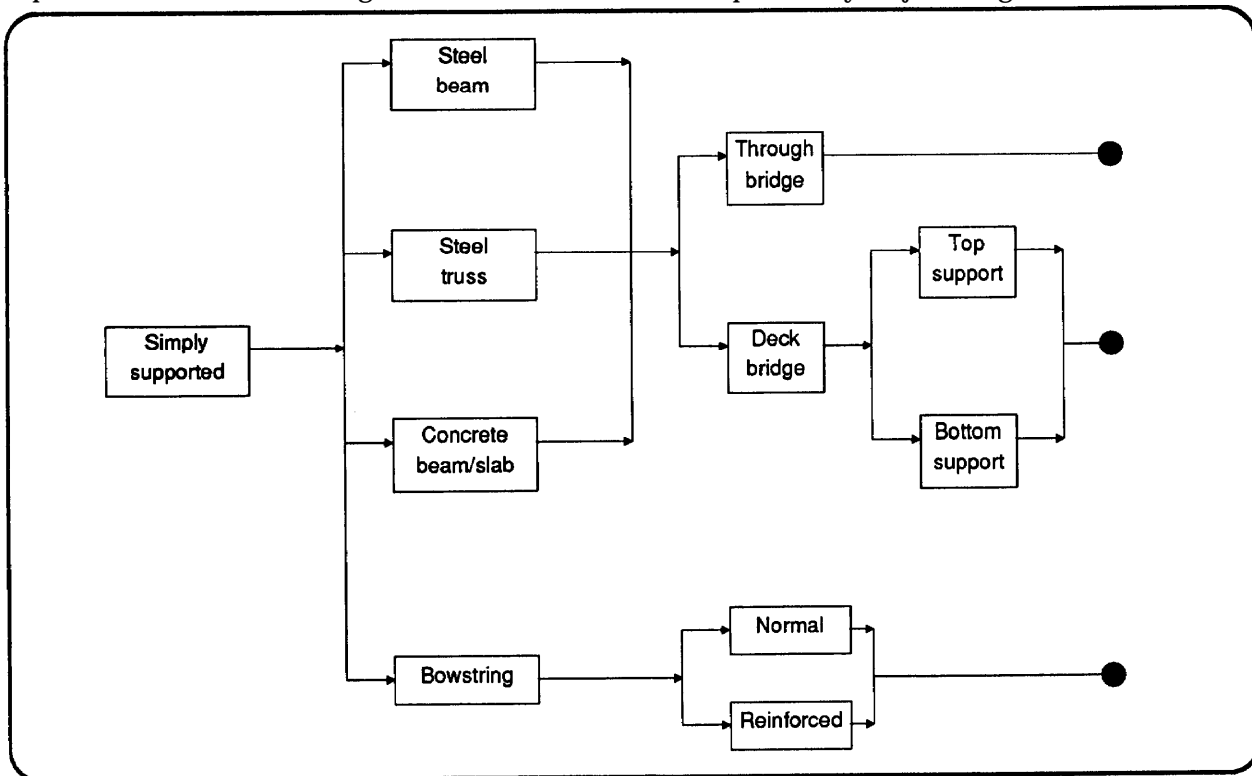 Steel
beam
Through
bridge
Steel
truss
Top
support
Simply
supported
Deck
bridge
Concrete
beam/slab
Bottom
support
Normal
Bowstring
Reinforced